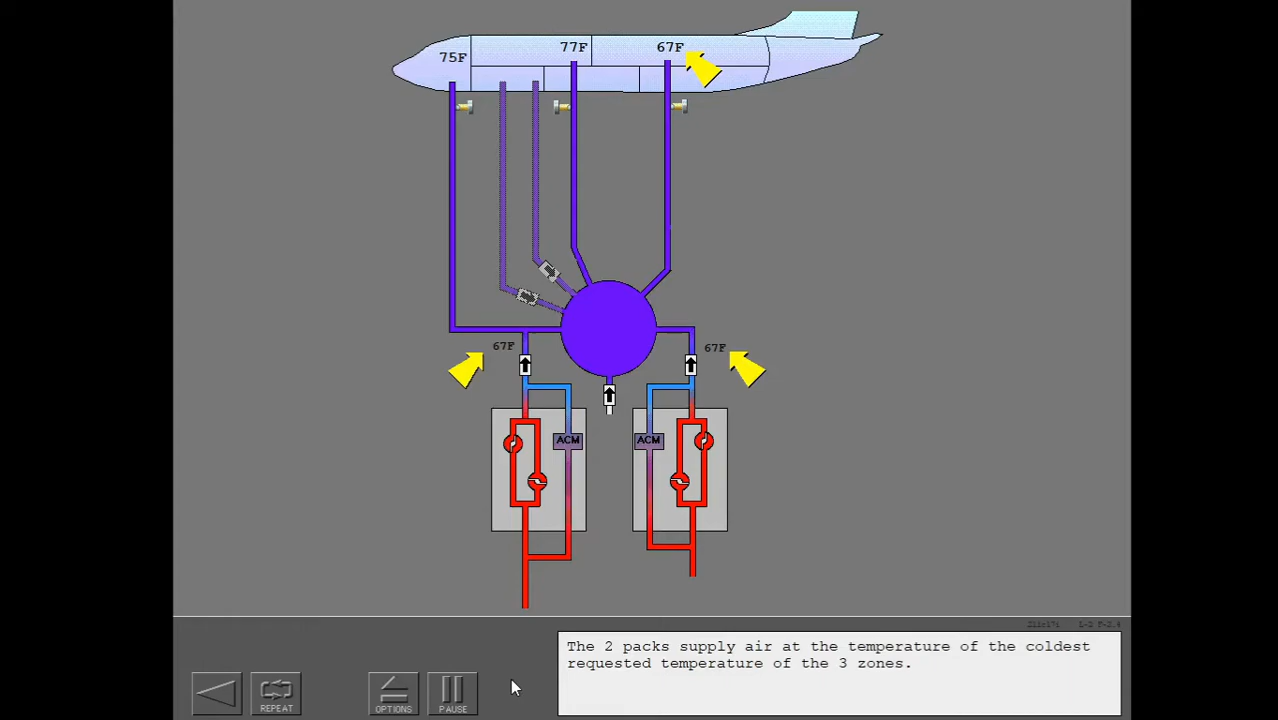 75F
77F
67F
67F
67F
ACM
ACM
The 2 packs supply air at the temperature of the coldest
requested temperature of the 3 zones.
REPEAT
OPTIONS
PAUSE